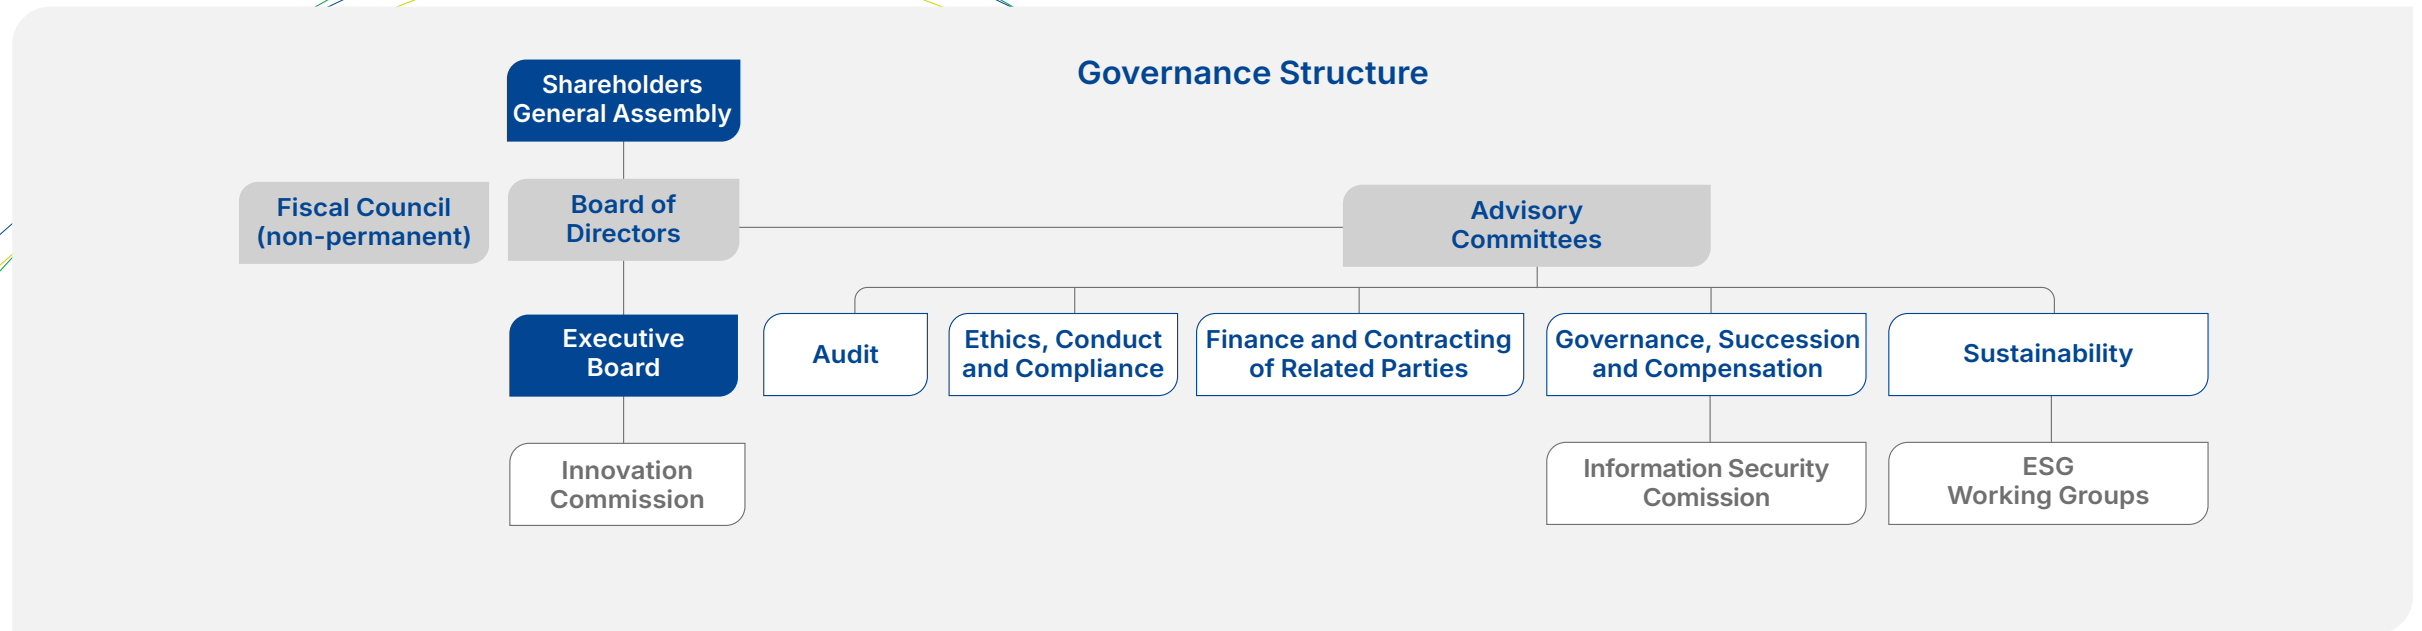 Governance Structure
Shareholders
General Assembly
Fiscal Council
(non-permanent)
Board of
Directors
Advisory
Committees
Executive
Board
Audit
Ethics, Conduct
and Compliance
Finance and Contracting
of Related Parties
Governance, Succession
and Compensation
Sustainability
Innovation
Commission
Information Security
Comission
ESG
Working Groups